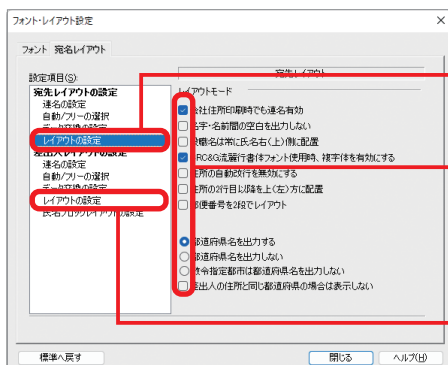 フォント・レイアウト設定
フォント 宛名レイアウト
設定項目(S):
宛先レイアウトの設定
連名の設定
自動/フリーの選択
レイアウトの設定
連名の設定
自動/フリーの選択
レイアウトの設定
宛先レイアウト
レイアウトモード
会社住所印刷時でも連名有効
名字・名前間の空白を出力しない
役職名は常に氏名右(上)側に配置
RC&G流麗行書体フォント使用時、複字体を有効にする
住所の自動改行を無効にする
住所の2行目以降を上(左)方に配置
郵便番号を2段でレイアウト
都道府県名を出力する
都道府県名を出力しない
政令指定都市は都道府県名を出力しない
差出人の住所と同じ都道府県の場合は表示しない
標準へ戻す
閉じる
ヘルプ(H)